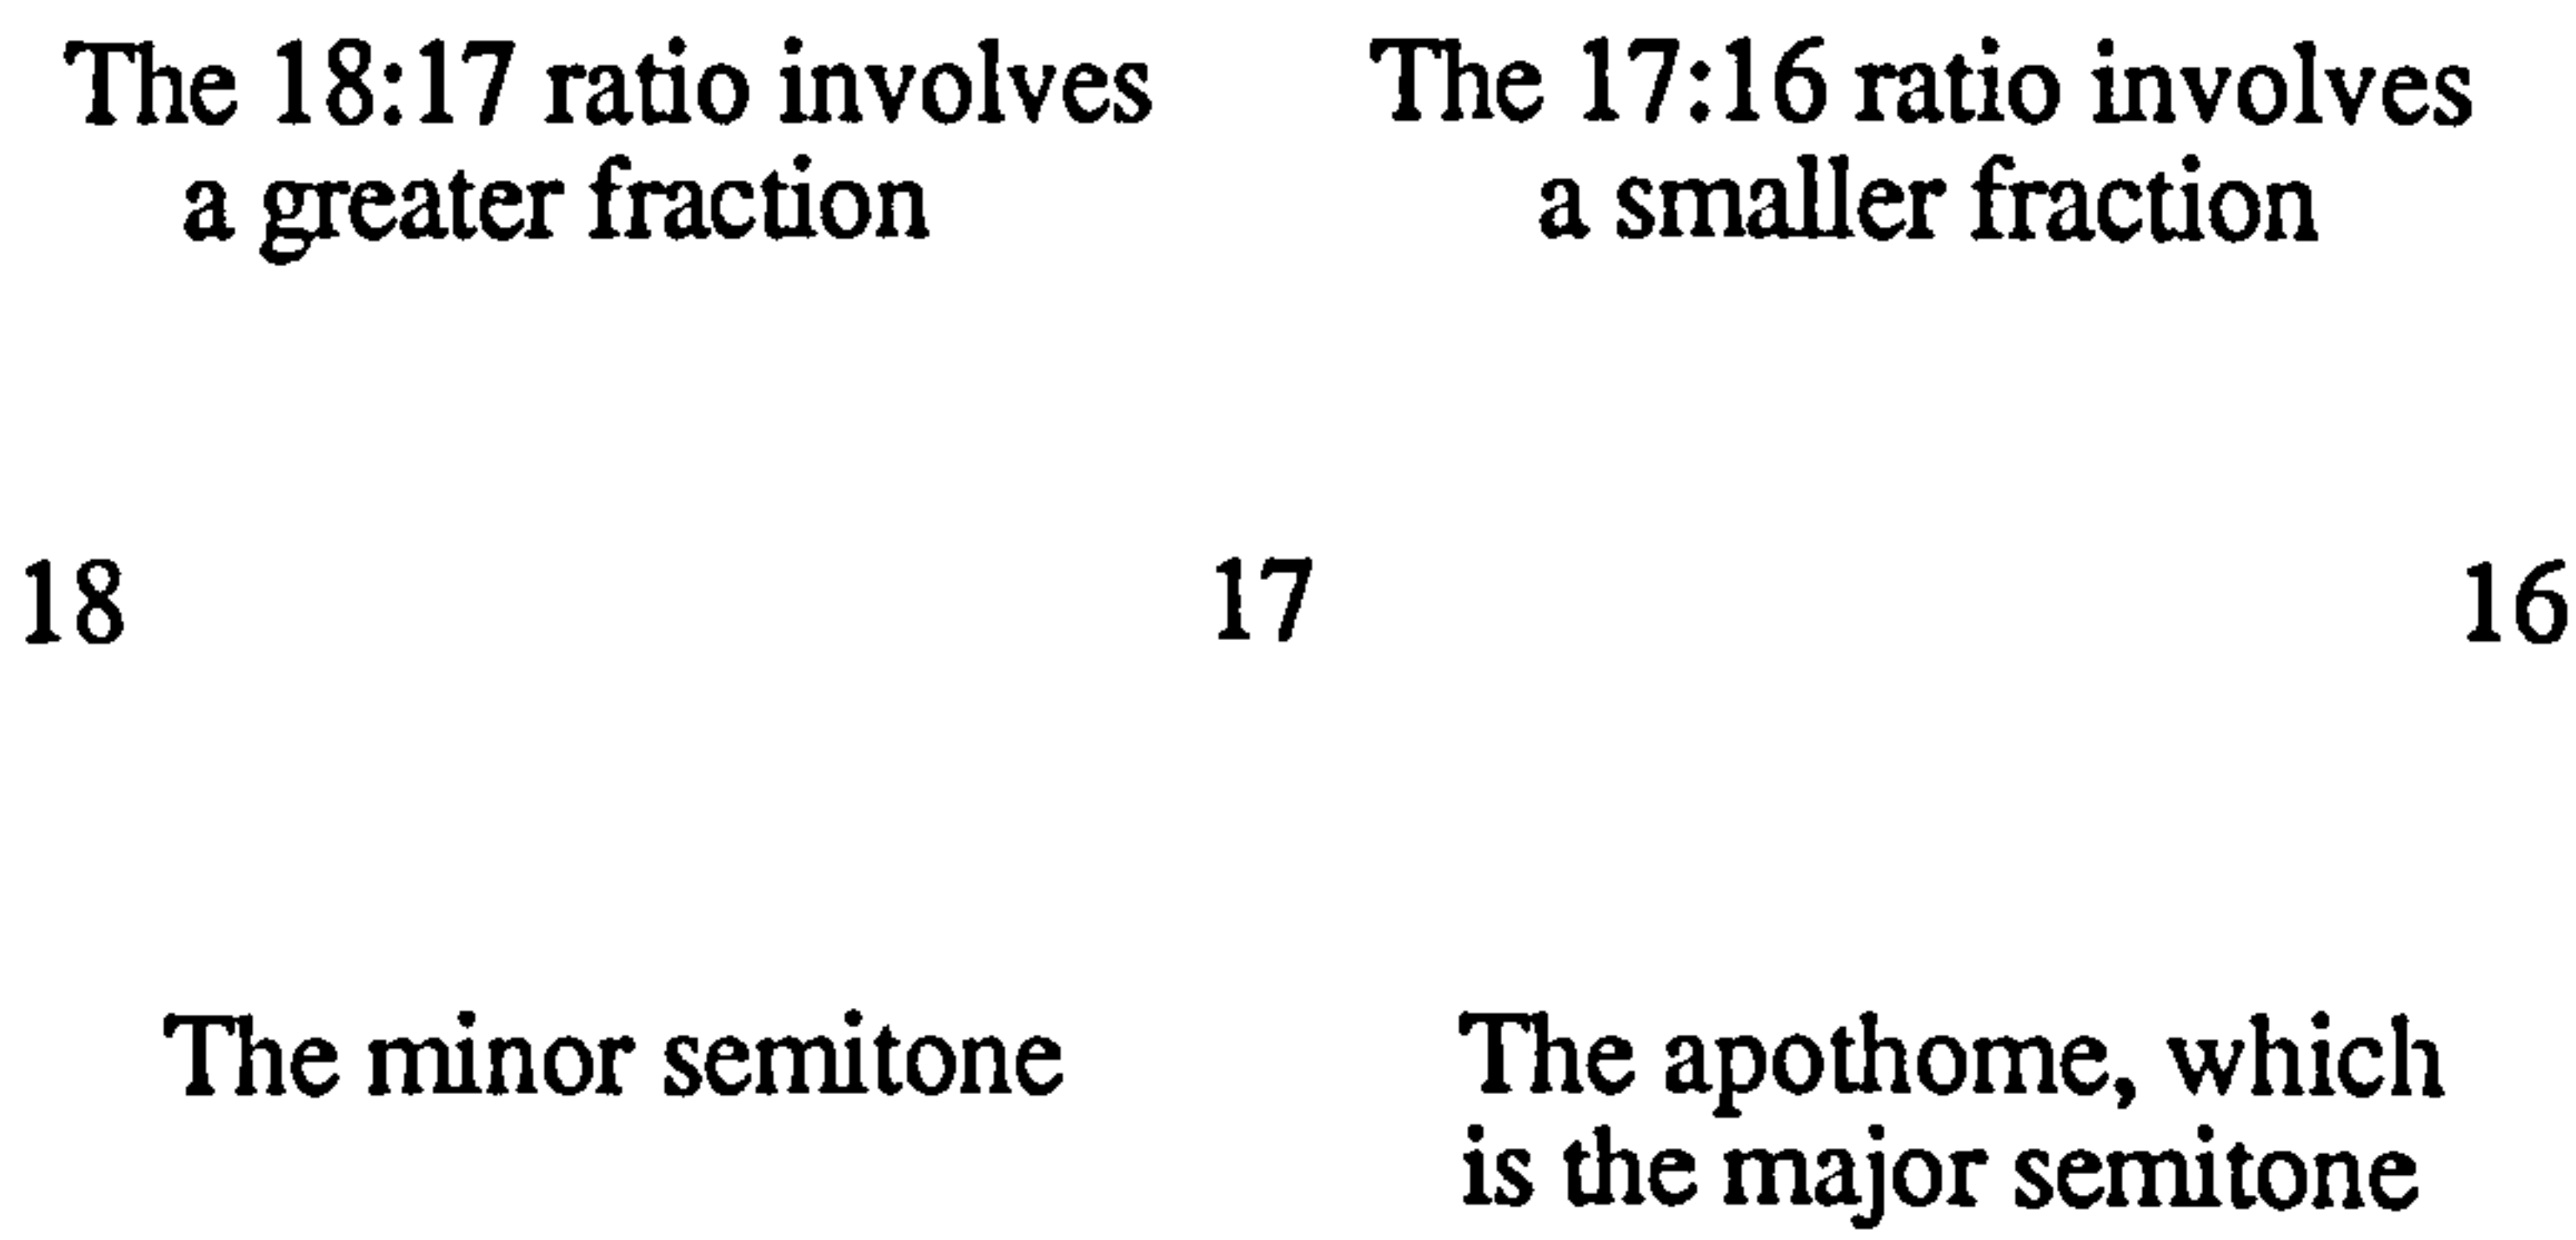 The 18:17 ratio involves
a greater fraction
The 17:16 ratio involves
a smaller fraction
18
17
16
The minor semitone
The apothome, which
is the major semitone